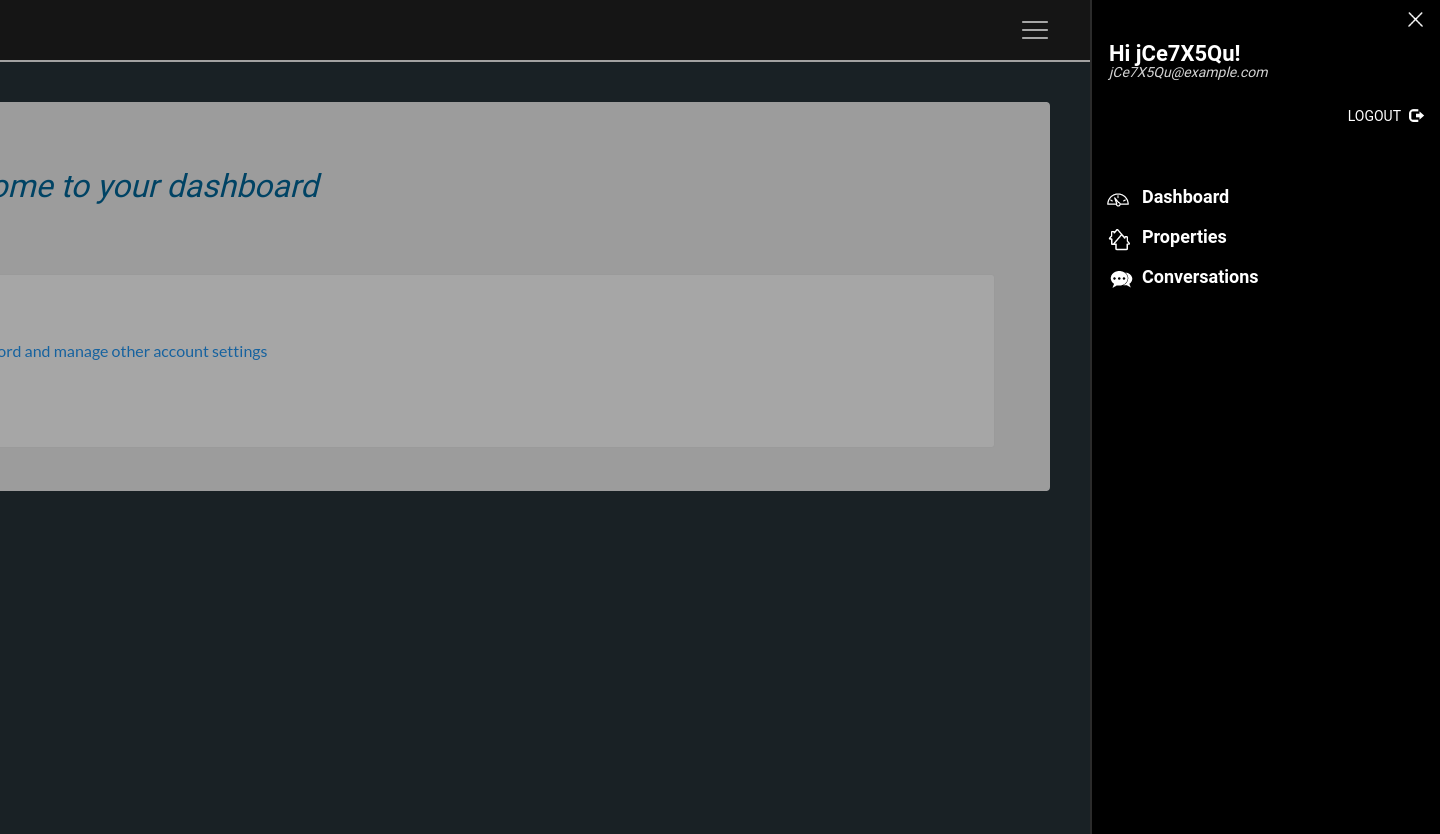 ome to your dashboard
ord and manage other account settings
Hi jCe7X5Qu!
jCe7X5Qu@example.com
LOGOUT
Dashboard
Properties
Conversations